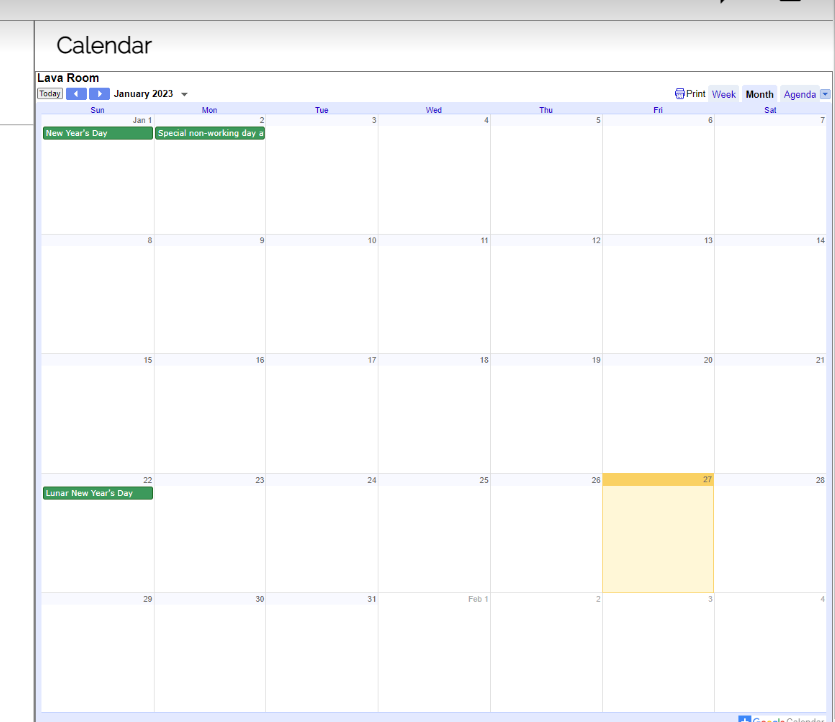 Calendar
Lava Room
Today January 2023 Print Week Month Agenda
Sun Mon Tue Wed Thu Fri Sat
Jan 1 2 3 4 5 6 7
New Year's Day Special non-working day a
8 9 10 11 12 13 14
15 16 17 18 19 20 21
22 23 24 25 26 27 28
Lunar New Year's Day
29 30 31 Feb 1 2 3 4
Google Calendar